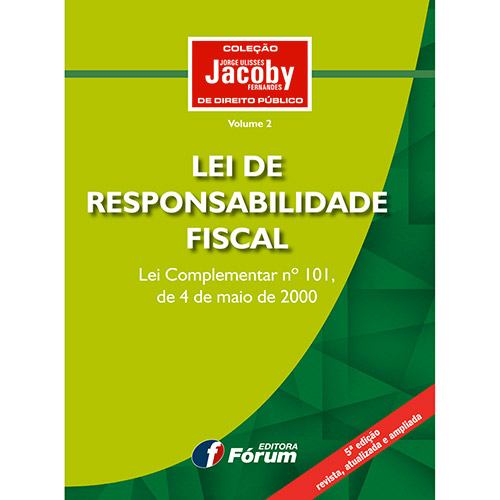 COLEÇÃO
JORGE ULISSES
Jacoby
FERNANDES
DE DIREITO PÚBLICO
Volume 2
LEI DE
RESPONSABILIDADE
FISCAL
Lei Complementar nº 101,
de 4 de maio de 2000
5ª edição
revista, atualizada e ampliada
f
EDITORA
Fórum